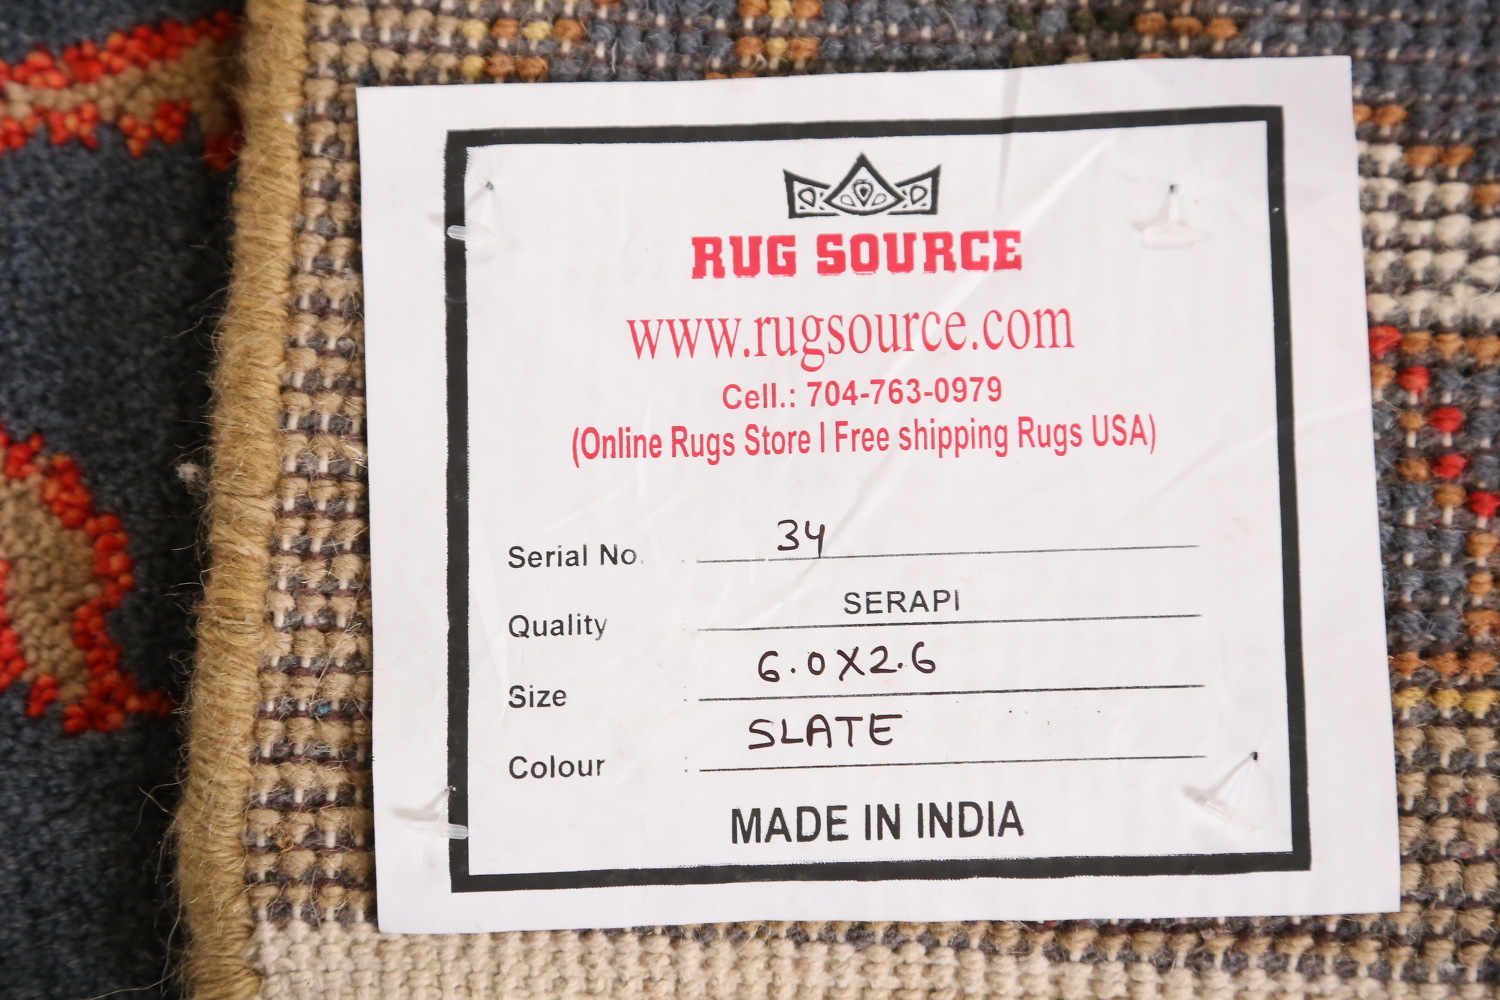 RUG SOURCE
www.rugsource.com
Cell.: 704-763-0979
(Online Rugs Store I Free shipping Rugs USA)
Serial No. : 34
Quality : SERAPI
Size : 6.0X2.6
Colour : SLATE
MADE IN INDIA